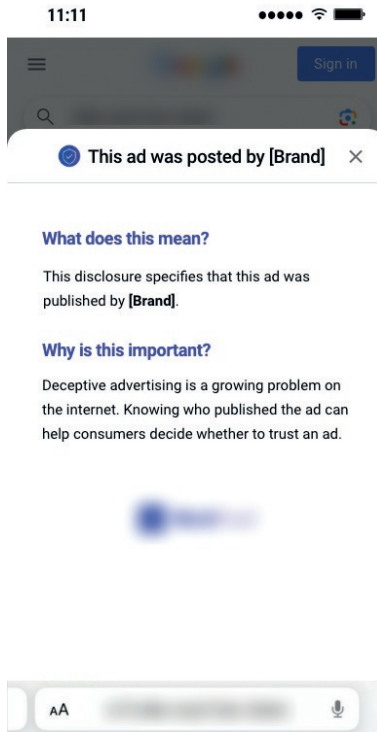 11:11
Sign in
This ad was posted by [Brand]
What does this mean?
This disclosure specifies that this ad was
published by [Brand].
Why is this important?
Deceptive advertising is a growing problem on
the internet. Knowing who published the ad can
help consumers decide whether to trust an ad.
AA